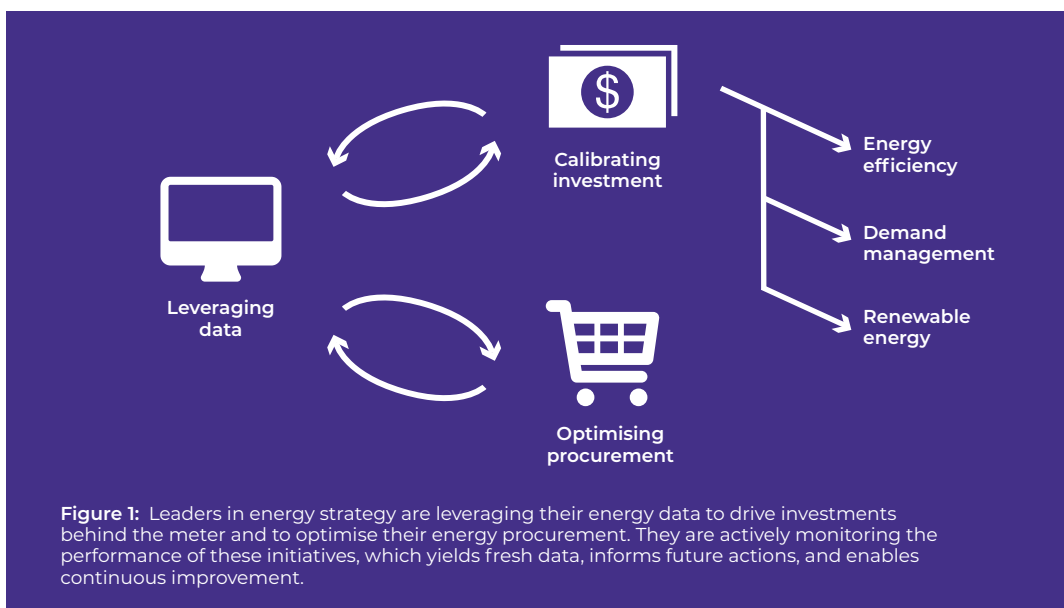 $
Calibrating
investment
Energy
efficiency
Demand
management
Renewable
energy
Leveraging
data
Optimising
procurement
Figure 1: Leaders in energy strategy are leveraging their energy data to drive investments
behind the meter and to optimise their energy procurement. They are actively monitoring the
performance of these initiatives, which yields fresh data, informs future actions, and enables
continuous improvement.